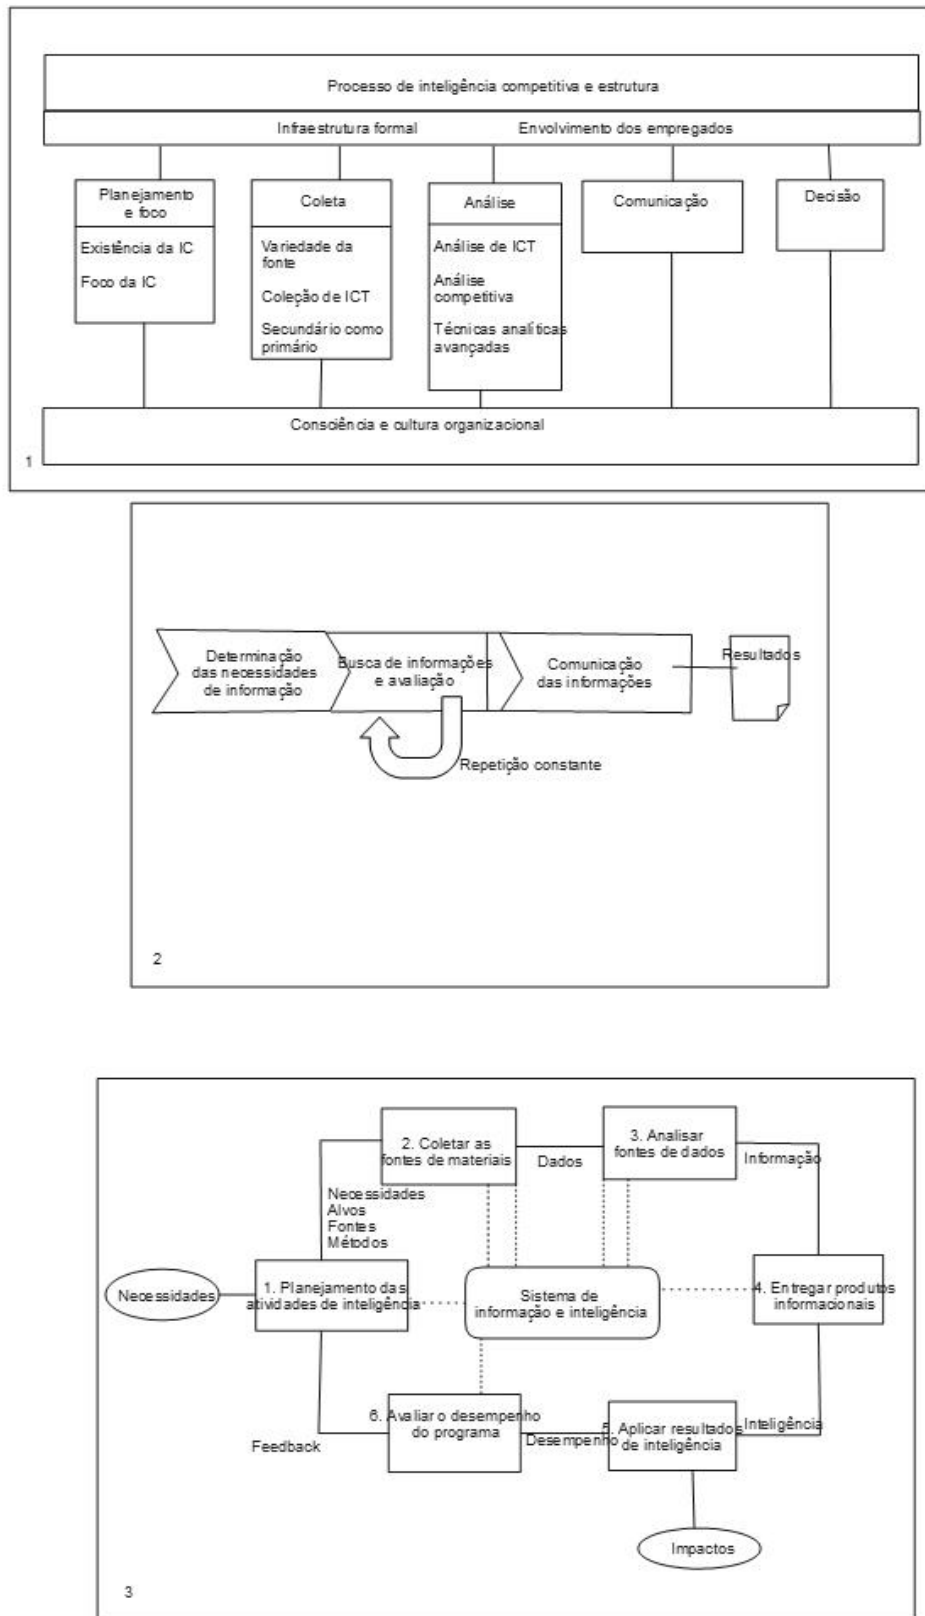 Processo de inteligência competitiva e estrutura
Infraestrutura formal
Envolvimento dos empregados
Planejamento
e foco
Existência da IC
Foco da IC
Coleta
Variedade da
fonte
Coleção de ICT
Secundário como
primário
Análise
Análise de ICT
Análise
competitiva
Técnicas analíticas
avançadas
Comunicação
Decisão
Consciência e cultura organizacional
1
Determinação
das necessidades
de informação
Busca de informações
e avaliação
Comunicação
das informações
Resultados
Repetição constante
2
2. Coletar as
fontes de materiais
Dados
3. Analisar
fontes de dados
Informação
Necessidades
Alvos
Fontes
Métodos
Necessidades
1. Planejamento das
atividades de inteligência
Sistema de
informação e inteligência
4. Entregar produtos
informacionais
6. Avaliar o desempenho
do programa
Feedback
Desempenho
5. Aplicar resultados
de inteligência
Inteligência
Impactos
3